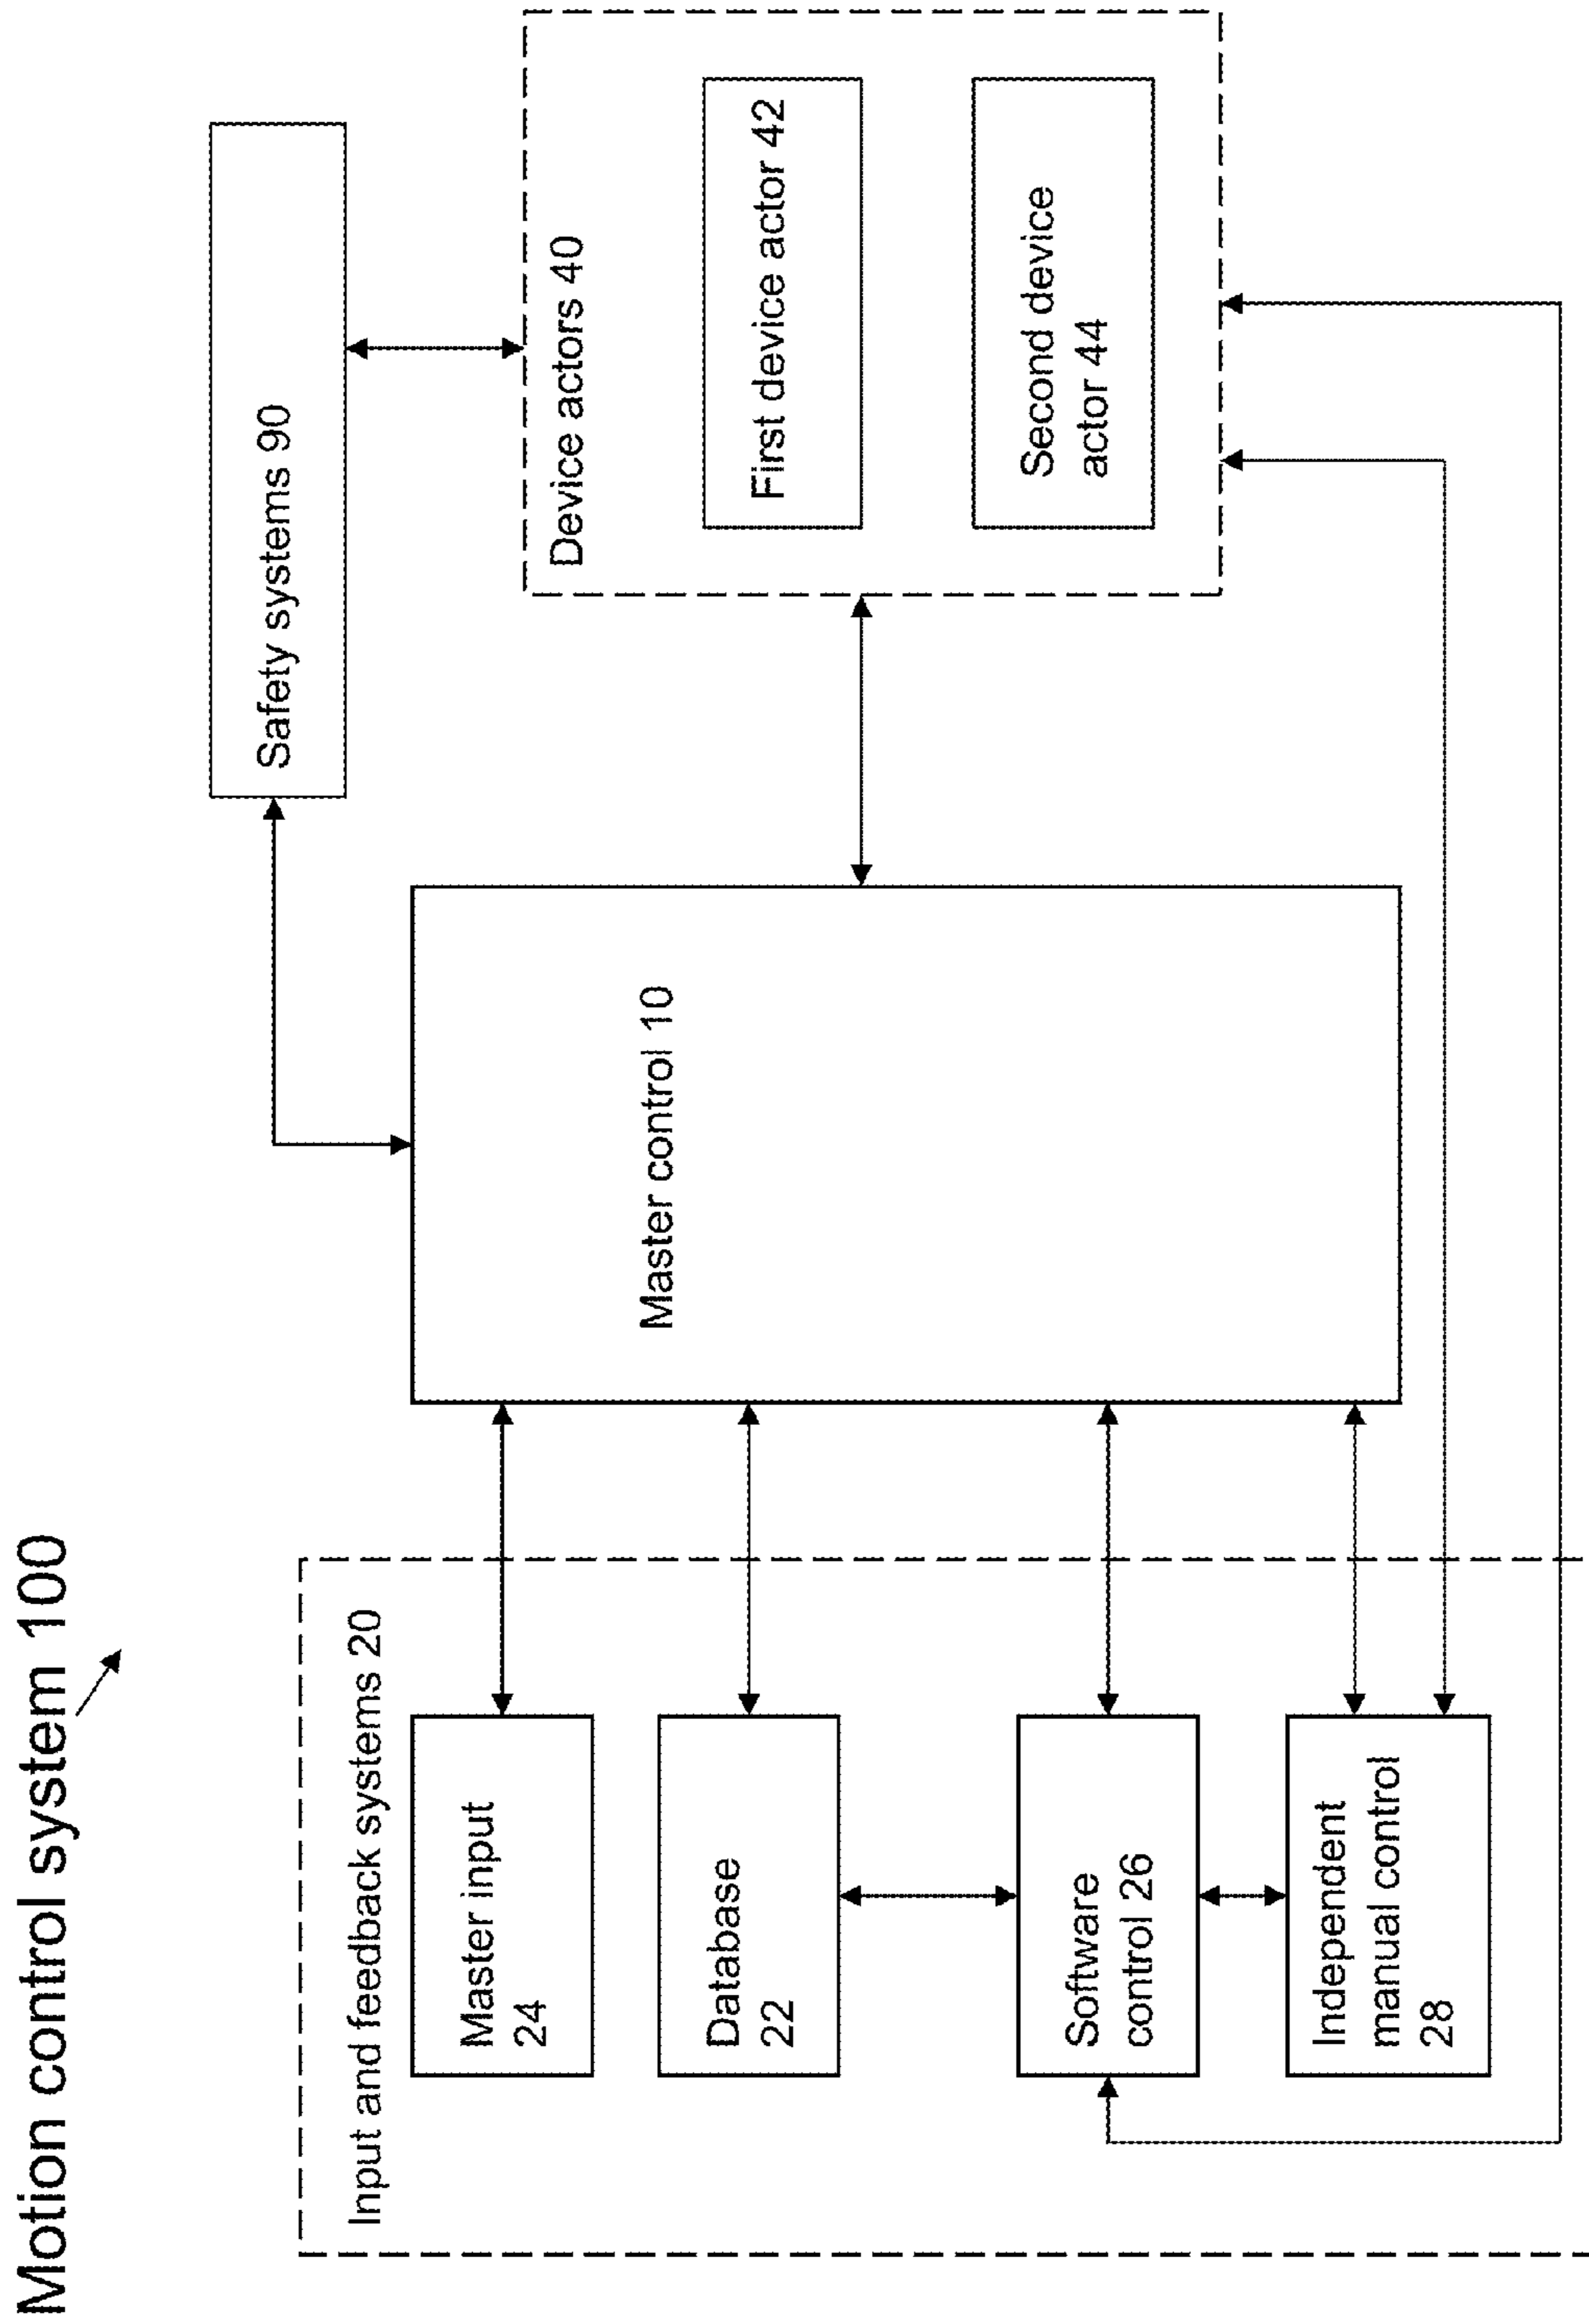 Motion control system 100
Safety systems 90
Input and feedback systems 20
Master input
24
Database
22
Software
control 26
Independent
manual control
28
Master control 10
Device actors 40
First device actor 42
Second device
actor 44